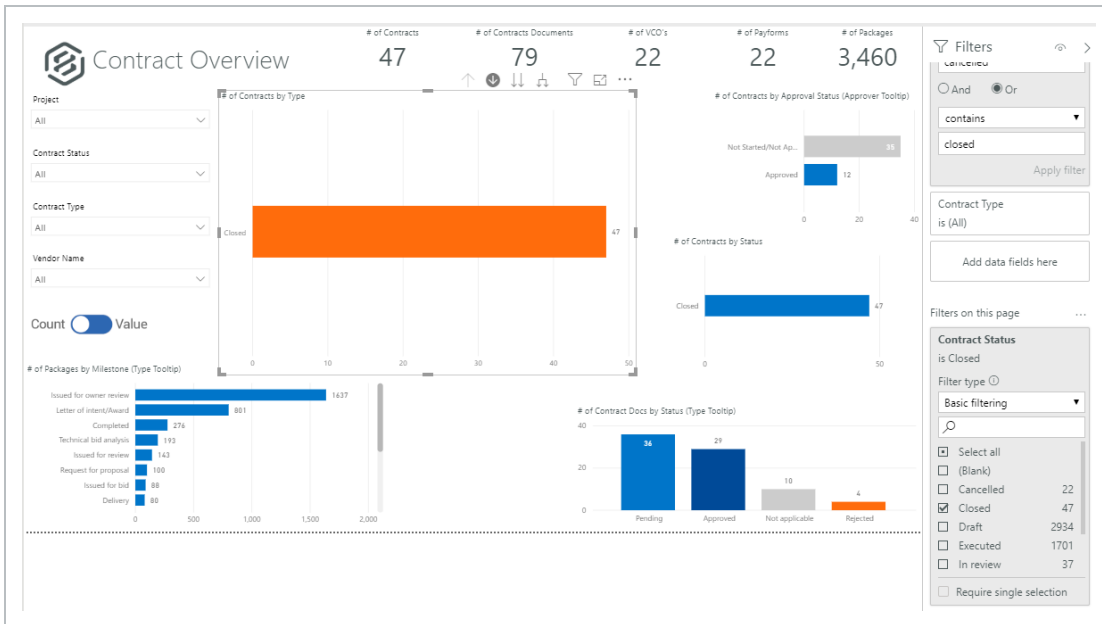 Contract Overview
# of Contracts
47
# of Contracts Documents
79
# of VCO's
22
# of Payforms
22
# of Packages
3,460
Project
All
Contract Status
All
Contract Type
All
Vendor Name
All
Count
Value
# of Contracts by Type
Closed
47
0 10 20 30 40 50
# of Contracts by Approval Status (Approver Tooltip)
Not Started/Not Ap...
35
Approved
12
0 20 40
# of Contracts by Status
Closed
47
0 50
# of Packages by Milestone (Type Tooltip)
Issued for owner review 1637
Letter of intent/Award 801
Completed 276
Technical bid analysis 193
Issued for review 143
Request for proposal 100
Issued for bid 88
Delivery 80
0 500 1,000 1,500 2,000
# of Contract Docs by Status (Type Tooltip)
40
20
0
36
29
10
4
Pending Approved Not applicable Rejected
Filters
cancelled
And Or
contains
closed
Apply filter
Contract Type
is (All)
Add data fields here
Filters on this page ...
Contract Status
is Closed
Filter type
Basic filtering
Select all
(Blank)
Cancelled 22
Closed 47
Draft 2934
Executed 1701
In review 37
Require single selection